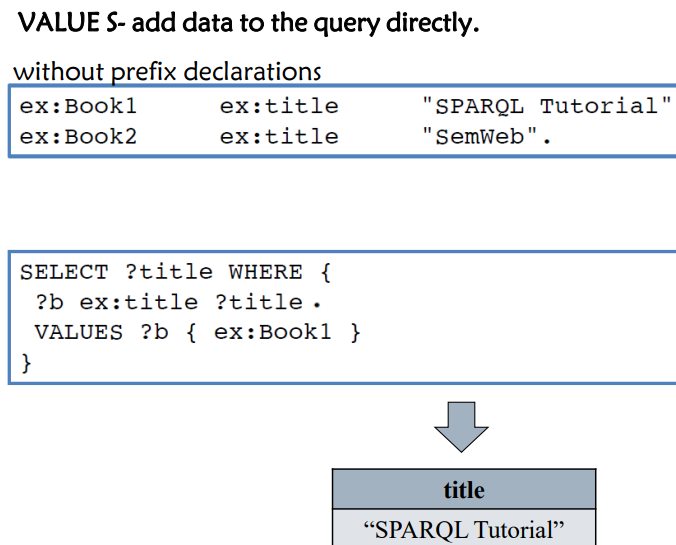 VALUE S- add data to the query directly.
without prefix declarations
ex:Book1 ex:title "SPARQL Tutorial"
ex:Book2 ex:title "SemWeb".
SELECT ?title WHERE {
?b ex:title ?title .
VALUES ?b { ex:Book1 }
}
title
“SPARQL Tutorial”